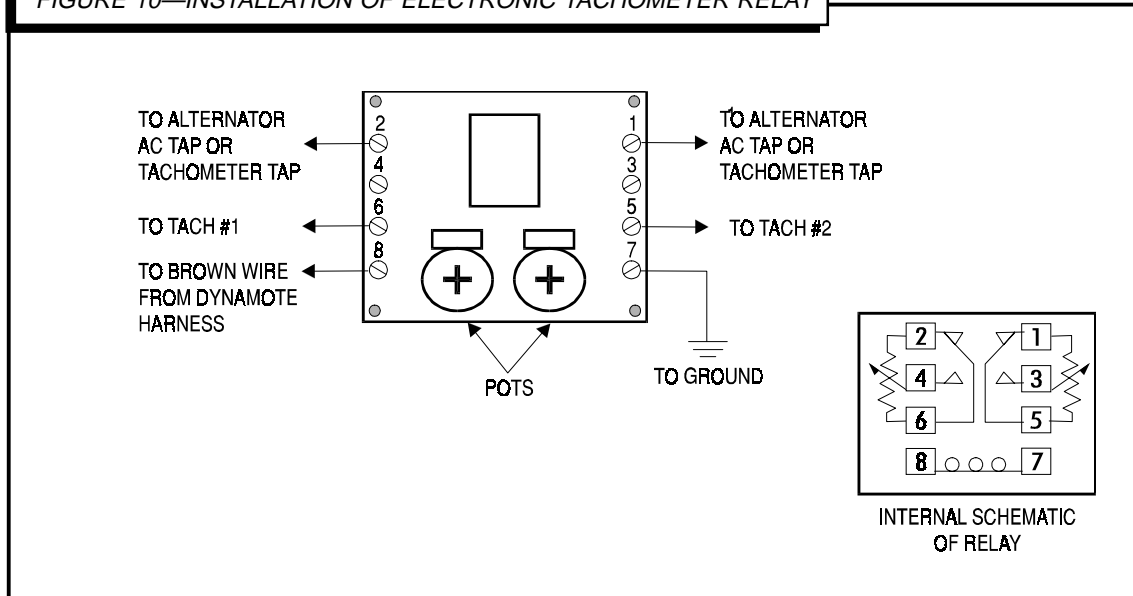 FIGURE 10—INSTALLATION OF ELECTRONIC TACHOMETER RELAY
TO ALTERNATOR
AC TAP OR
TACHOMETER TAP
2
4
6
8
1
3
5
7
TO ALTERNATOR
AC TAP OR
TACHOMETER TAP
TO TACH #1
TO TACH #2
TO BROWN WIRE
FROM DYNAMOTE
HARNESS
POTS
TO GROUND
2 1
4 3
6 5
8 7
INTERNAL SCHEMATIC
OF RELAY